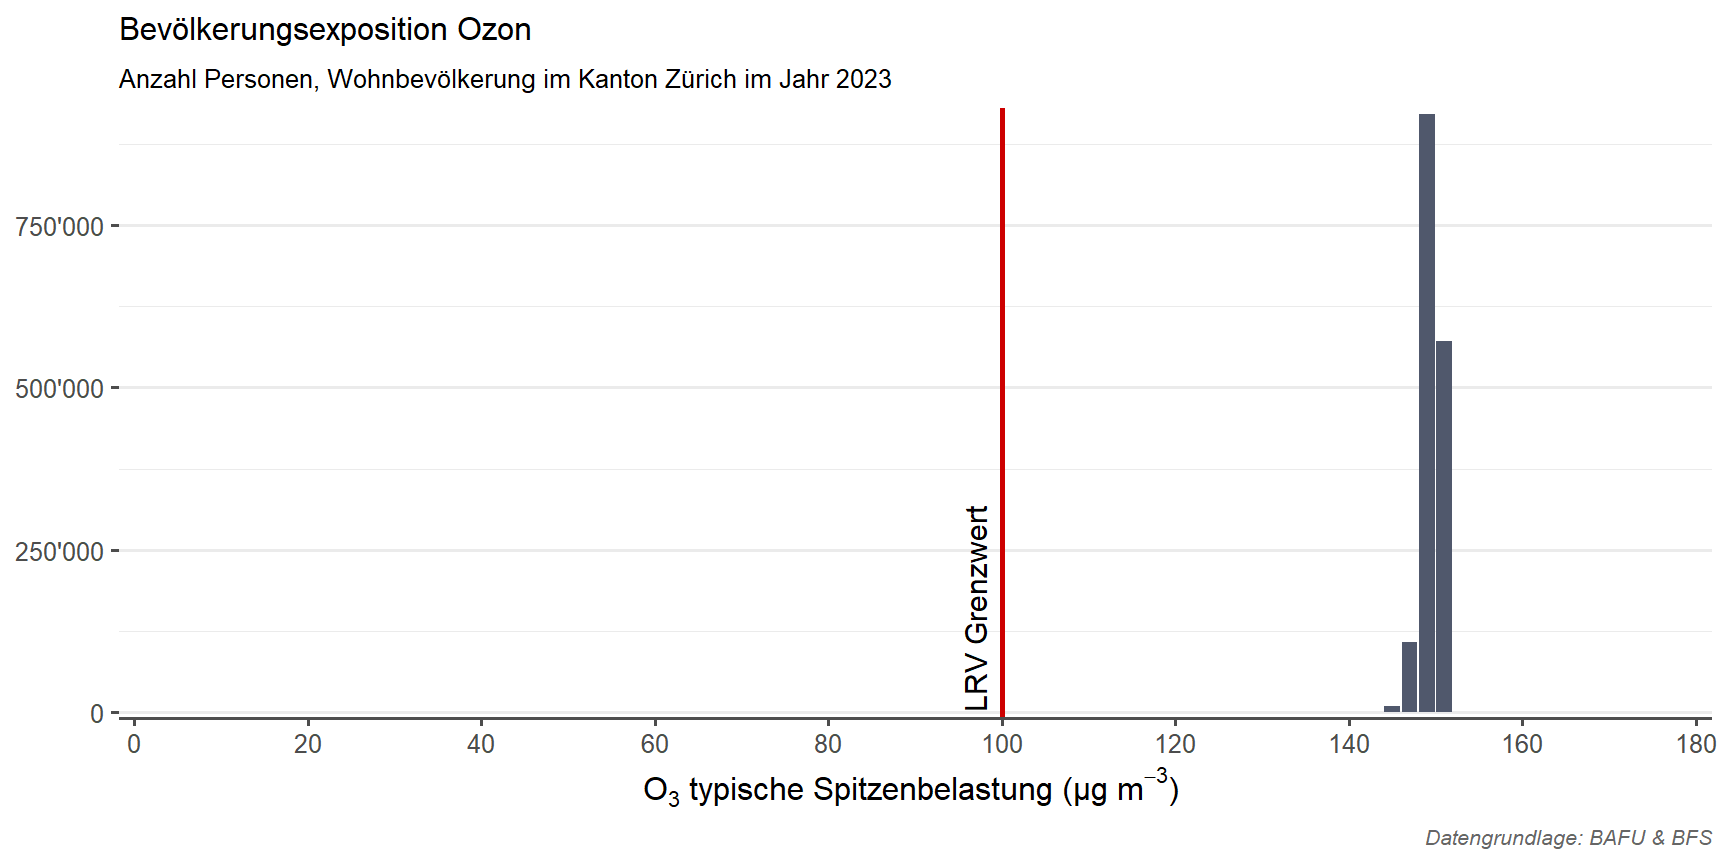 Bevölkerungsexposition Ozon
Anzahl Personen, Wohnbevölkerung im Kanton Zürich im Jahr 2023
750'000
500'000
250'000
0
LRV Grenzwert
0 20 40 60 80 100 120 140 160 180
O₃ typische Spitzenbelastung (µg m⁻³)
Datengrundlage: BAFU & BFS